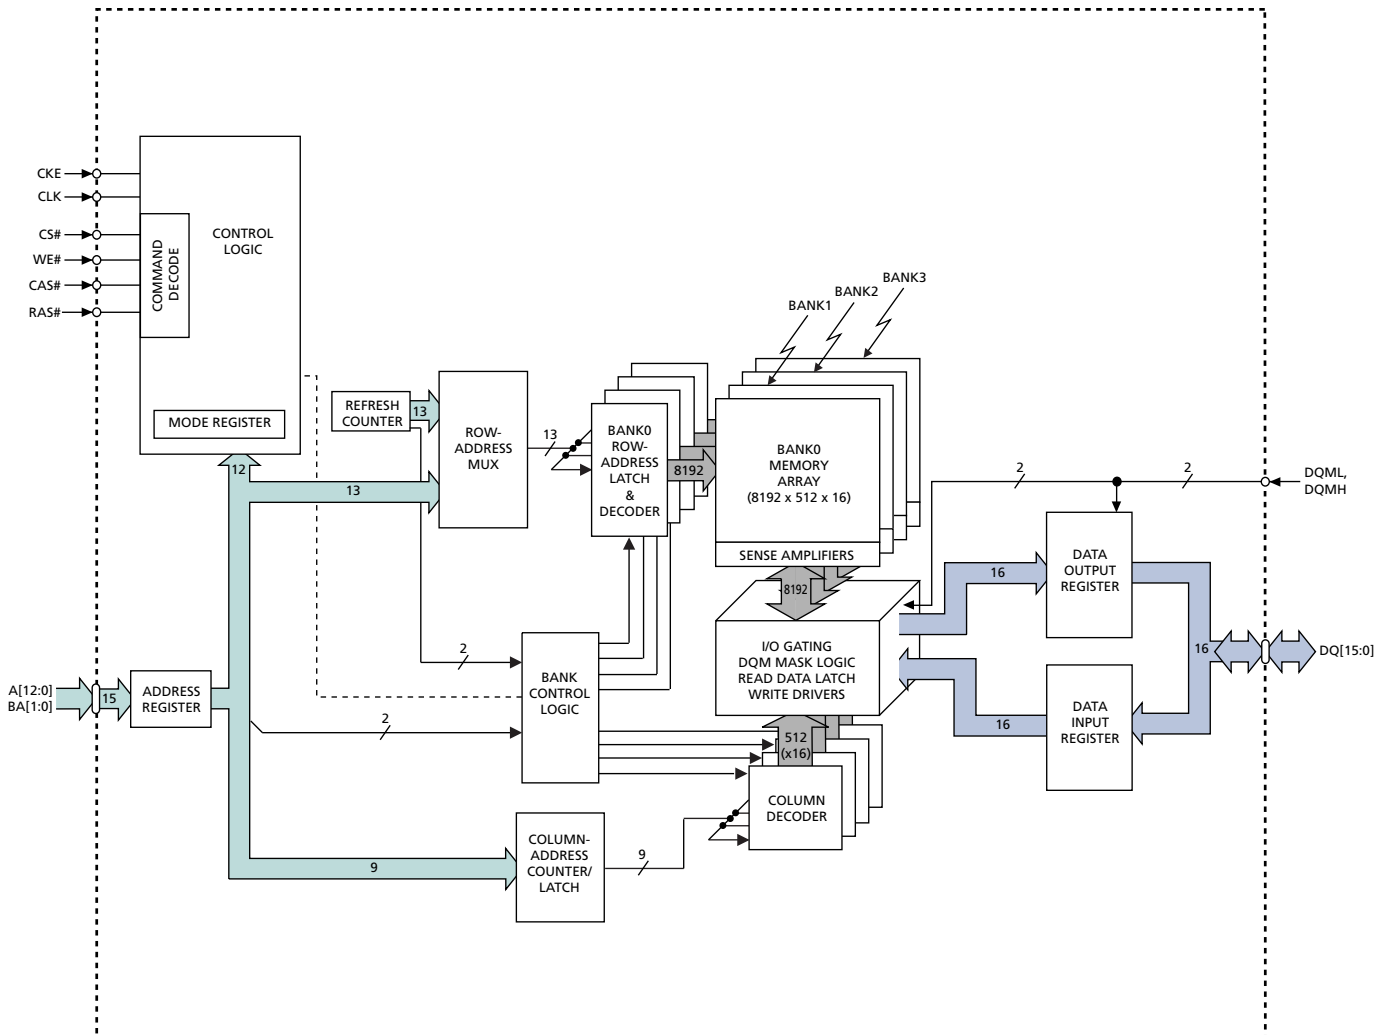 CKE
CLK
CS#
WE#
CAS#
RAS#
COMMAND
DECODE
CONTROL
LOGIC
MODE REGISTER
12
REFRESH
COUNTER
13
13
ROW-
ADDRESS
MUX
13
BANK0
ROW-
ADDRESS
LATCH
&
DECODER
8192
BANK1
BANK2
BANK3
BANK0
MEMORY
ARRAY
(8192 x 512 x 16)
SENSE AMPLIFIERS
8192
I/O GATING
DQM MASK LOGIC
READ DATA LATCH
WRITE DRIVERS
2
2
DQML,
DQMH
DATA
OUTPUT
REGISTER
16
16
DQ[15:0]
DATA
INPUT
REGISTER
16
A[12:0]
BA[1:0]
15
ADDRESS
REGISTER
2
2
BANK
CONTROL
LOGIC
512
(x16)
COLUMN
DECODER
9
COLUMN-
ADDRESS
COUNTER/
LATCH
9